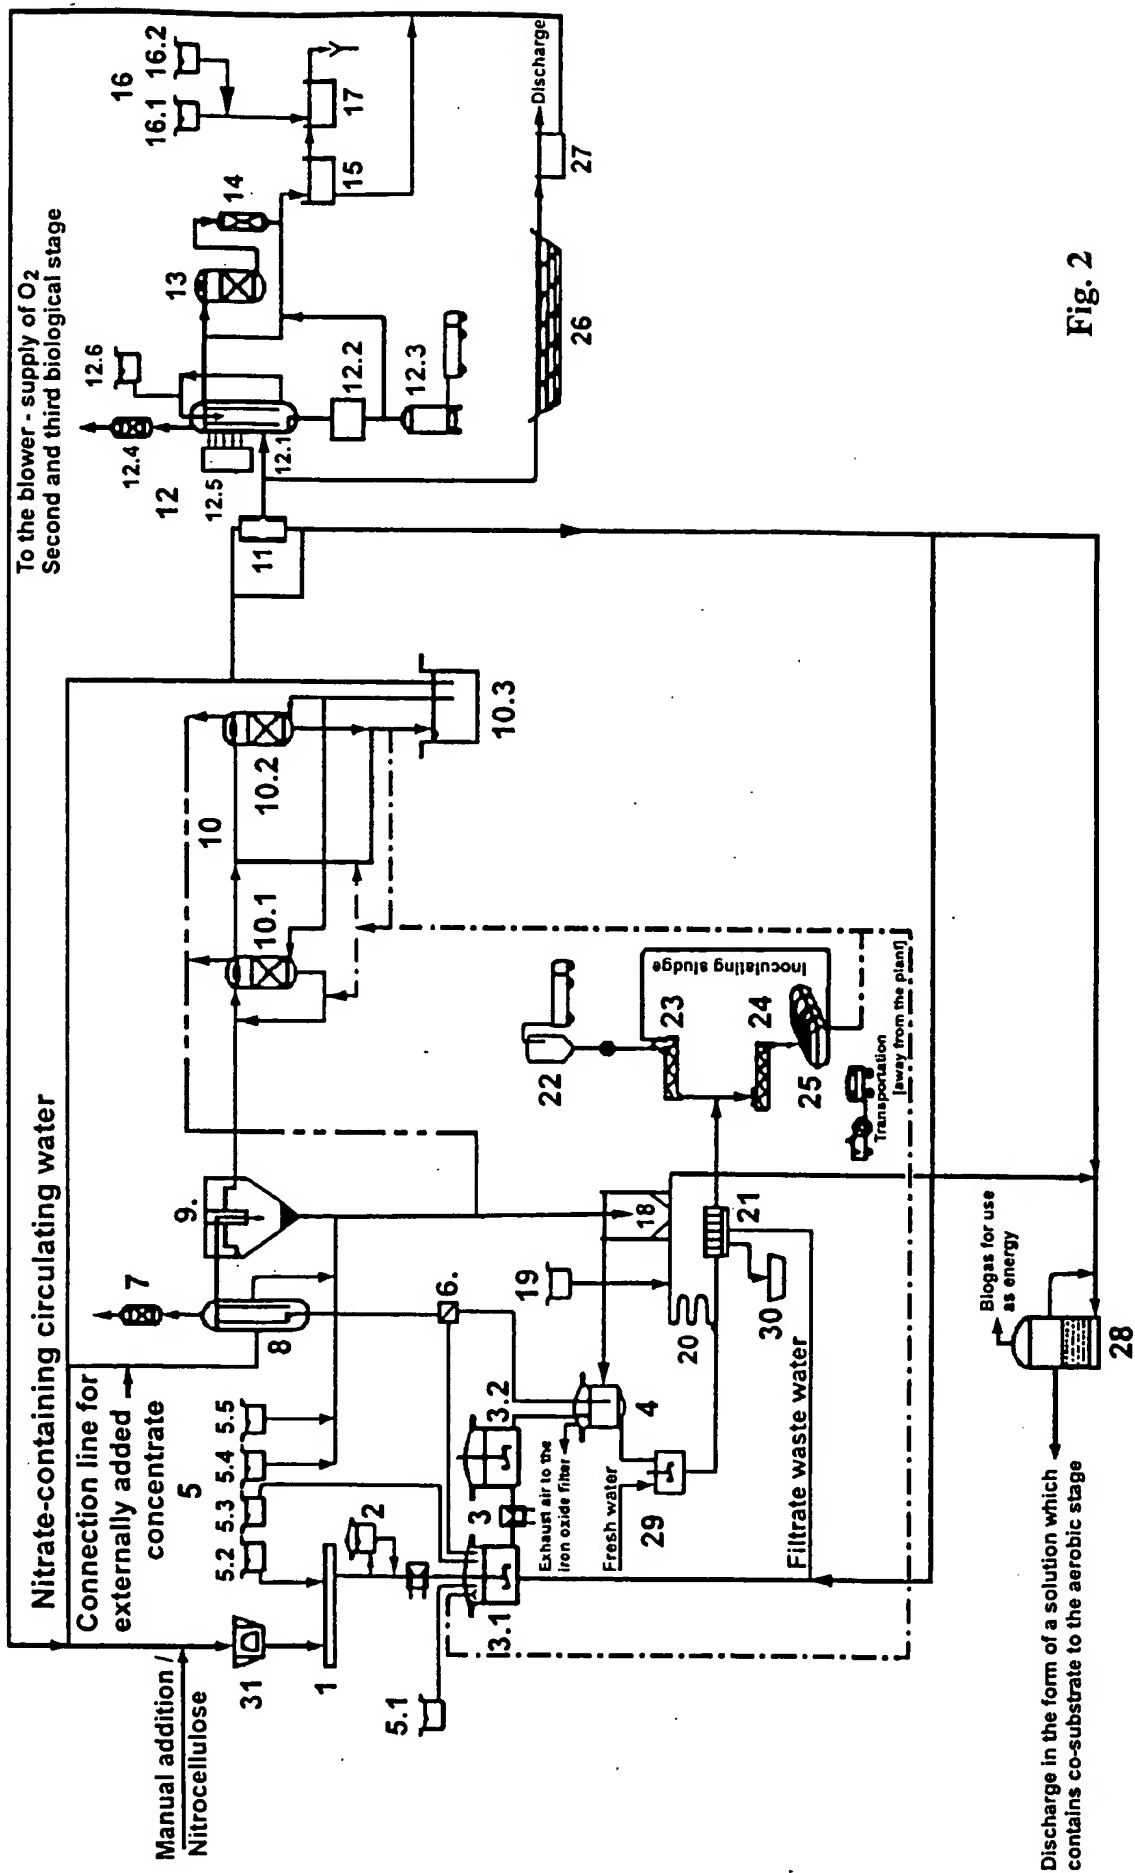 Nitrate-containing circulating water
Connection line for
externally added
concentrate
Manual addition /
Nitrocellulose
To the blower - supply of O2
Second and third biological stage
31
1
5
5.1
5.2
5.3
5.4
5.5
2
3
3.1
3.2
4
6.
7
8
9.
10
10.1
10.2
10.3
11
12
12.1
12.2
12.3
12.4
12.5
12.6
13
14
15
16
16.1
16.2
17
Discharge
27
26
Exhaust air to the
iron oxide filter
Fresh water
29
Filtrate waste water
18
19
20
21
30
22
23
24
25
Inoculating sludge
Transportation
[away from the plant]
Biogas for use
as energy
28
Discharge in the form of a solution which
contains co-substrate to the aerobic stage
Fig. 2